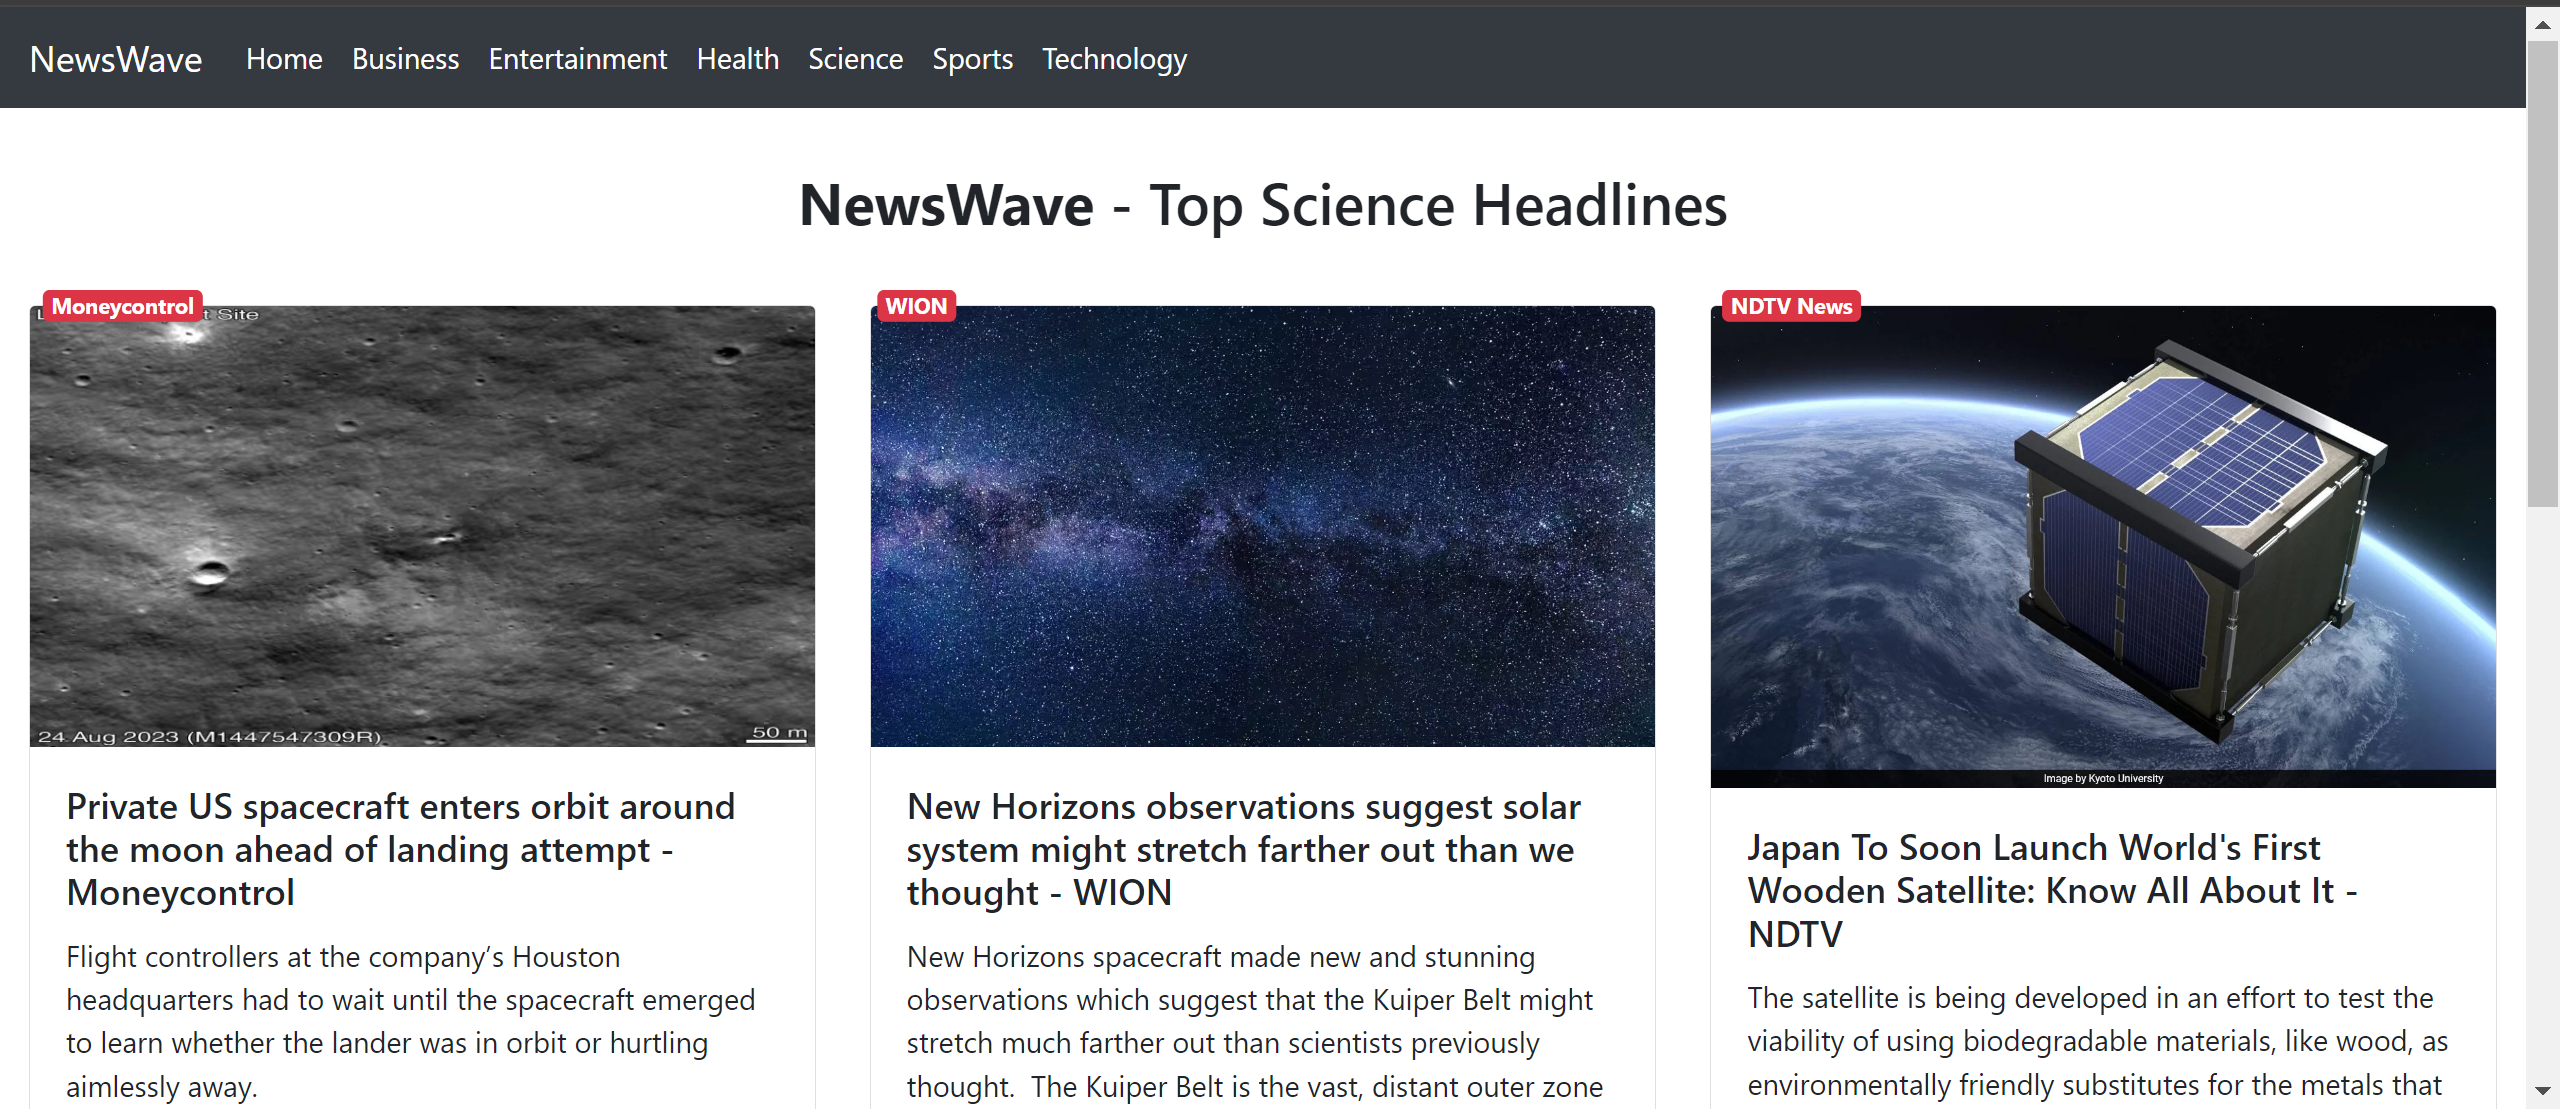 NewsWave Home Business Entertainment Health Science Sports Technology
NewsWave - Top Science Headlines
Moneycontrol
t Site
24 Aug 2023 (M1447547309R)
50 m
Private US spacecraft enters orbit around
the moon ahead of landing attempt -
Moneycontrol
Flight controllers at the company’s Houston
headquarters had to wait until the spacecraft emerged
to learn whether the lander was in orbit or hurtling
aimlessly away.
WION
New Horizons observations suggest solar
system might stretch farther out than we
thought - WION
New Horizons spacecraft made new and stunning
observations which suggest that the Kuiper Belt might
stretch much farther out than scientists previously
thought. The Kuiper Belt is the vast, distant outer zone
NDTV News
Image by Kyoto University
Japan To Soon Launch World's First
Wooden Satellite: Know All About It -
NDTV
The satellite is being developed in an effort to test the
viability of using biodegradable materials, like wood, as
environmentally friendly substitutes for the metals that